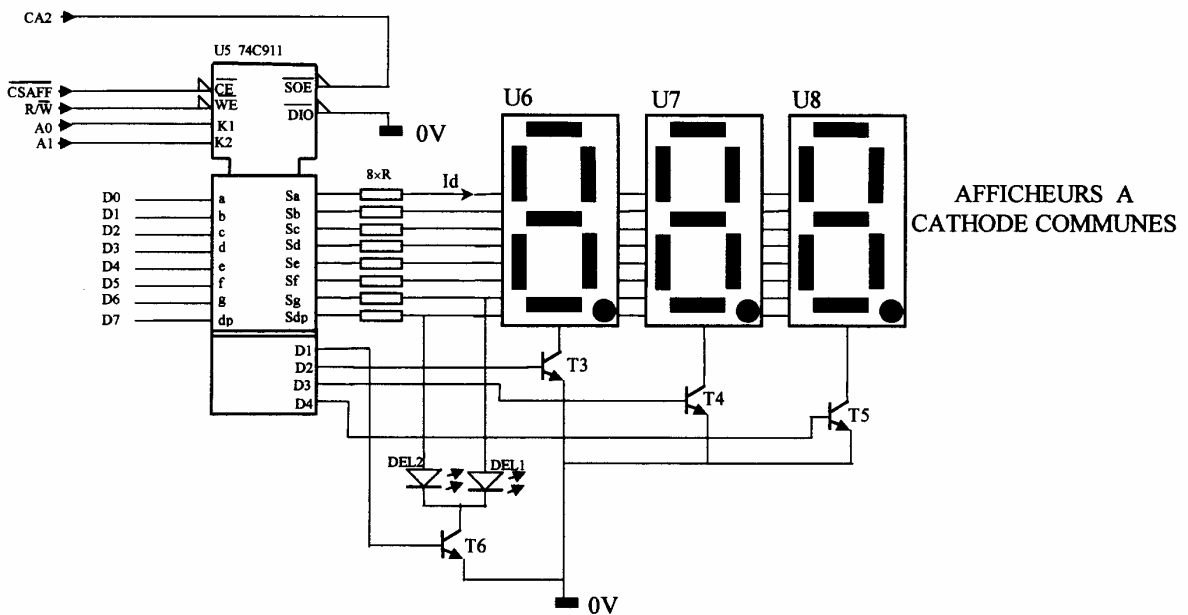 CA2
U5 74C911
CSAFF
R/W
A0
A1
CE
WE
K1
K2
SOE
DIO
0V
U6
U7
U8
8×R
Id
D0
D1
D2
D3
D4
D5
D6
D7
a
b
c
d
e
f
g
dp
Sa
Sb
Sc
Sd
Se
Sf
Sg
Sdp
AFFICHEURS A
CATHODE COMMUNES
D1
D2
D3
D4
T3
T4
T5
DEL2
DEL1
T6
0V